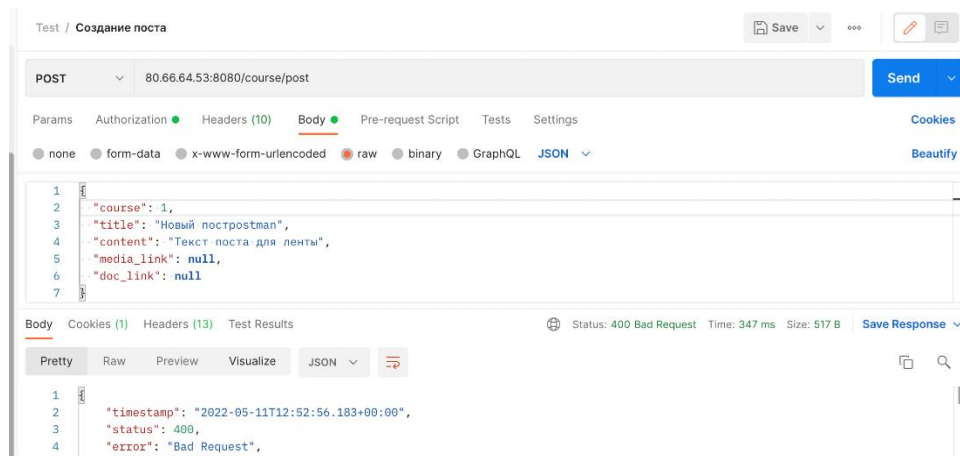 Test / Создание поста Save ooo
POST 80.66.64.53:8080/course/post Send
Params Authorization Headers (10) Body Pre-request Script Tests Settings Cookies
none form-data x-www-form-urlencoded raw binary GraphQL JSON Beautify
1 {
2 "course": 1,
3 "title": "Новый постpostman",
4 "content": "Текст поста для ленты",
5 "media_link": null,
6 "doc_link": null
7 }
Body Cookies (1) Headers (13) Test Results Status: 400 Bad Request Time: 347 ms Size: 517 B Save Response
Pretty Raw Preview Visualize JSON
1 {
2 "timestamp": "2022-05-11T12:52:56.183+00:00",
3 "status": 400,
4 "error": "Bad Request",